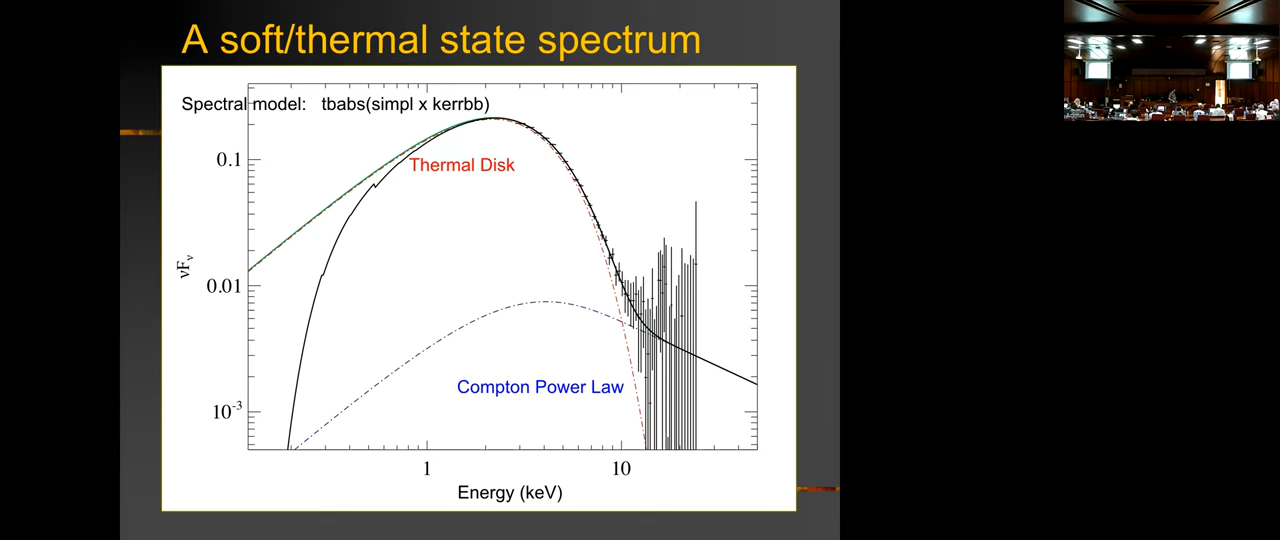 A soft/thermal state spectrum
Spectral model: tbabs(simpl x kerrbb)
Thermal Disk
0.1
νFν
0.01
Compton Power Law
10-3
1
10
Energy (keV)